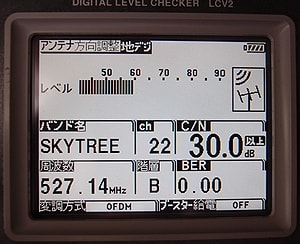 DIGITAL LEVEL CHECKER LCV2
アンテナ方向調整 地デジ
50 60 70 80 90
レベル
バンド名 ch C/N
SKYTREE 22 30.0 以上 dB
周波数 階層 BER
527.14 MHz B 0.00
変調方式 OFDM ブースター給電 OFF